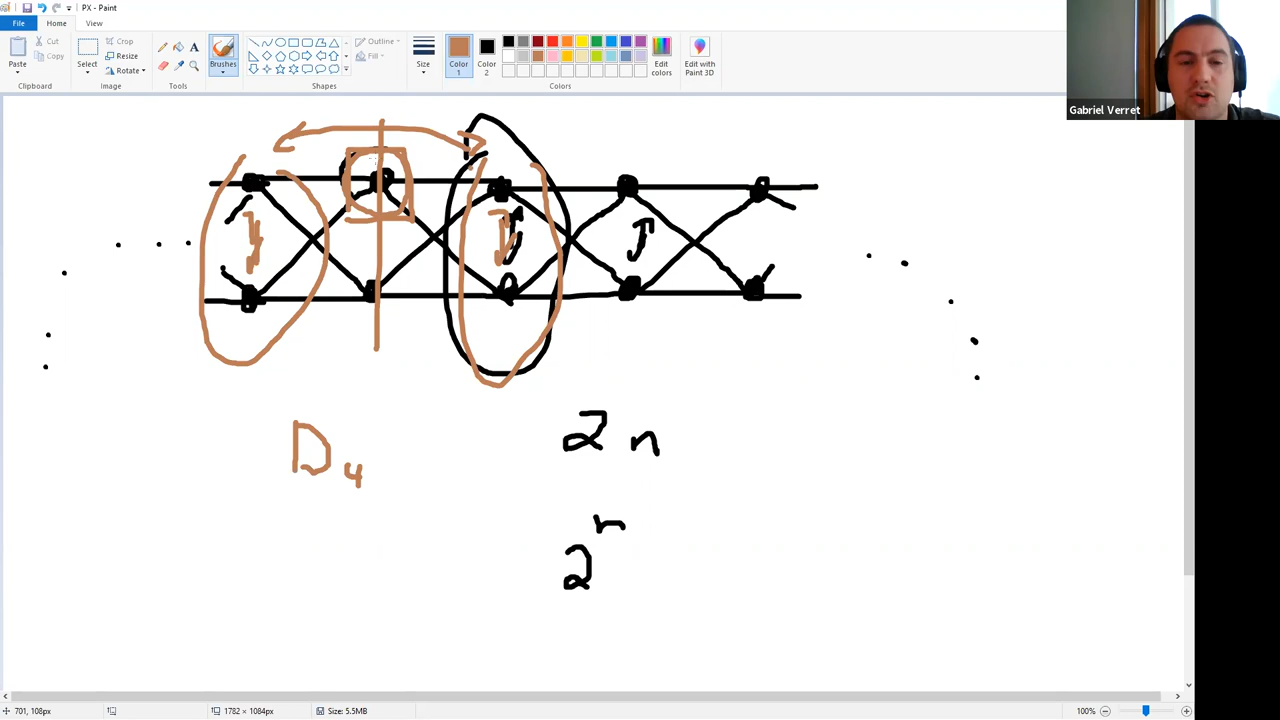 PX - Paint
File Home View
Paste Cut Copy Clipboard
Select Crop Resize Rotate Image
Tools
Brushes
Outline Fill Shapes
Size
Color 1 Color 2 Edit colors Colors
Edit with Paint 3D
Gabriel Verret
D4
2n
2^n
701, 108px
1782 × 1084px
Size: 5.5MB
100%